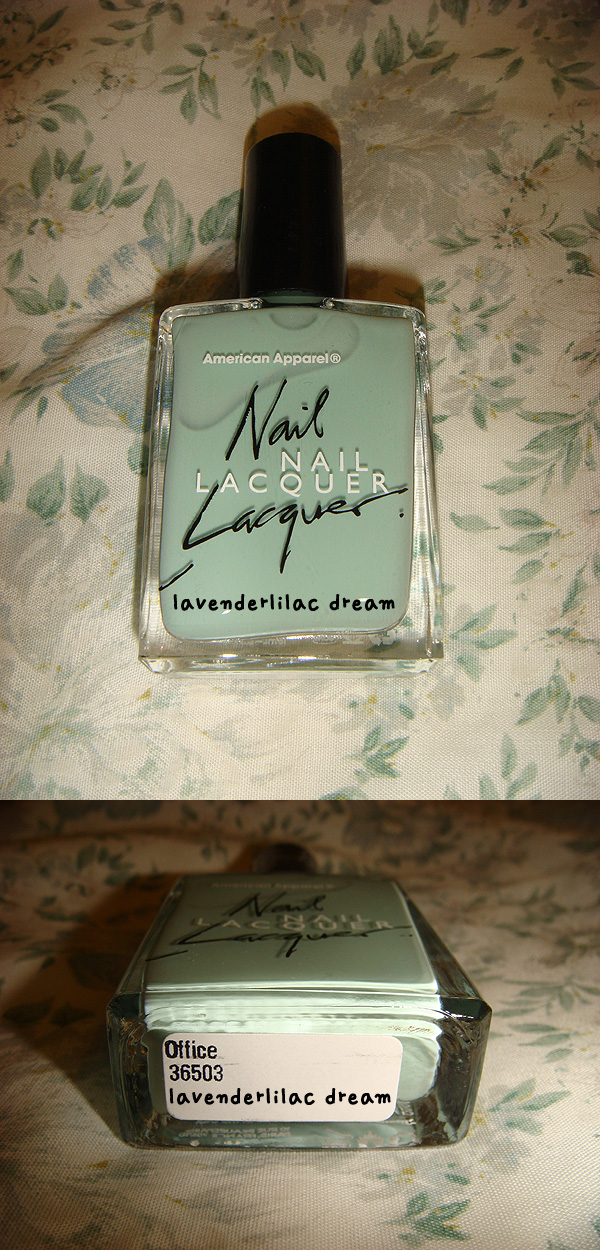 American Apparel®
Nail
NAIL
LACQUER
Lacquer.
lavenderlilac dream
American Apparel®
Nail
NAIL
LACQUER
Lacquer.
Office
36503
lavenderlilac dream